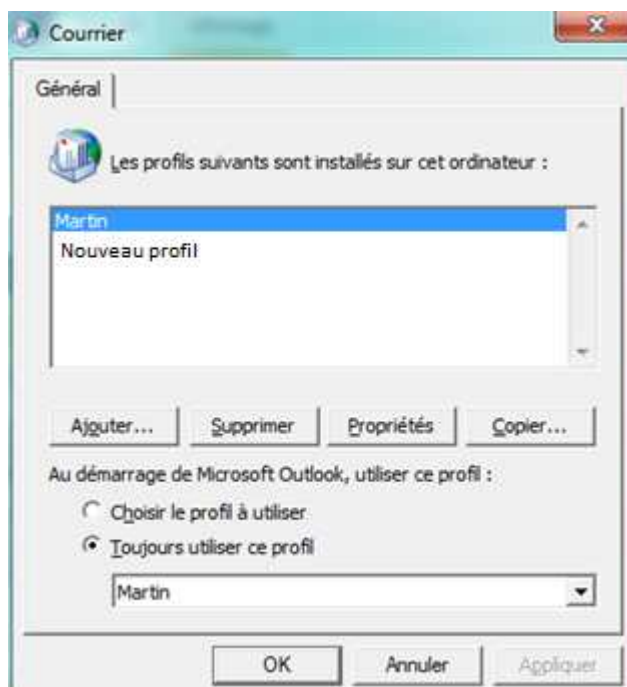 Courrier
Général
Les profils suivants sont installés sur cet ordinateur :
Martin
Nouveau profil
Ajouter... Supprimer Propriétés Copier...
Au démarrage de Microsoft Outlook, utiliser ce profil :
Choisir le profil à utiliser
Toujours utiliser ce profil
Martin
OK Annuler Appliquer